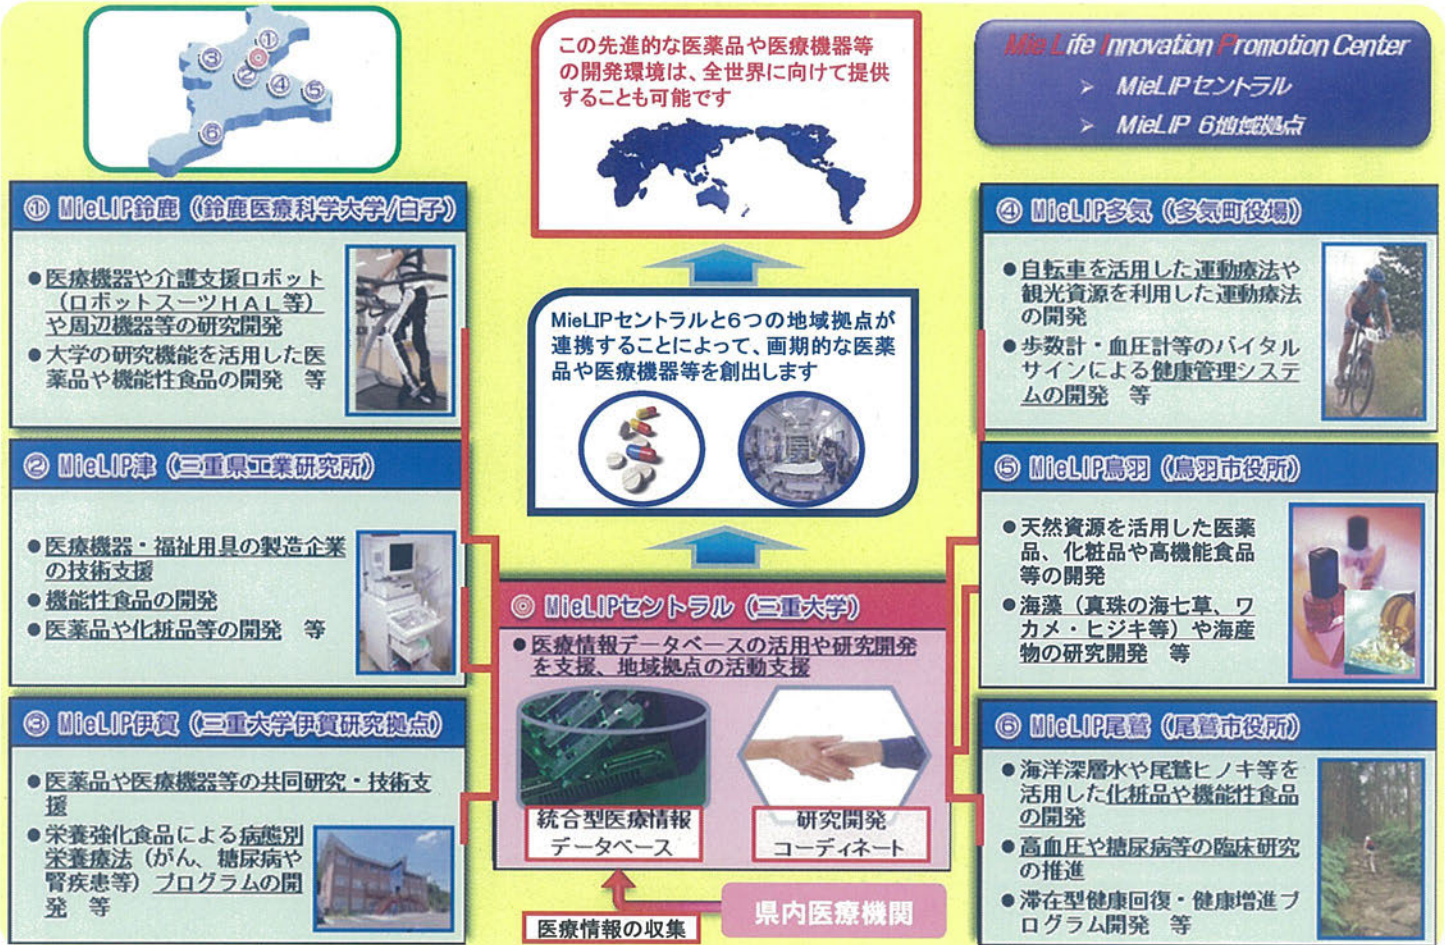 ①
③
◎
②
④
⑤
⑥
この先進的な医薬品や医療機器等
の開発環境は、全世界に向けて提供
することも可能です
Mie Life Innovation Promotion Center
➢ MieLIPセントラル
➢ MieLIP 6地域拠点
① MieLIP鈴鹿（鈴鹿医療科学大学/白子）
●医療機器や介護支援ロボット
（ロボットスーツＨＡＬ等）
や周辺機器等の研究開発
●大学の研究機能を活用した医
薬品や機能性食品の開発　等
② MieLIP津（三重県工業研究所）
●医療機器・福祉用具の製造企業
の技術支援
●機能性食品の開発
●医薬品や化粧品等の開発　等
③ MieLIP伊賀（三重大学伊賀研究拠点）
●医薬品や医療機器等の共同研究・技術支
援
●栄養強化食品による病態別
栄養療法（がん、糖尿病や
腎疾患等）プログラムの開
発　等
MieLIPセントラルと６つの地域拠点が
連携することによって、画期的な医薬
品や医療機器等を創出します
◎ MieLIPセントラル（三重大学）
●医療情報データベースの活用や研究開発
を支援、地域拠点の活動支援
統合型医療情報
データベース
研究開発
コーディネート
医療情報の収集
県内医療機関
④ MieLIP多気（多気町役場）
●自転車を活用した運動療法や
観光資源を利用した運動療法
の開発
●歩数計・血圧計等のバイタル
サインによる健康管理システ
ムの開発　等
⑤ MieLIP鳥羽（鳥羽市役所）
●天然資源を活用した医薬
品、化粧品や高機能食品
等の開発
●海藻（真珠の海七草、ワ
カメ・ヒジキ等）や海産
物の研究開発　等
⑥ MieLIP尾鷲（尾鷲市役所）
●海洋深層水や尾鷲ヒノキ等を
活用した化粧品や機能性食品
の開発
●高血圧や糖尿病等の臨床研究
の推進
●滞在型健康回復・健康増進プ
ログラム開発　等